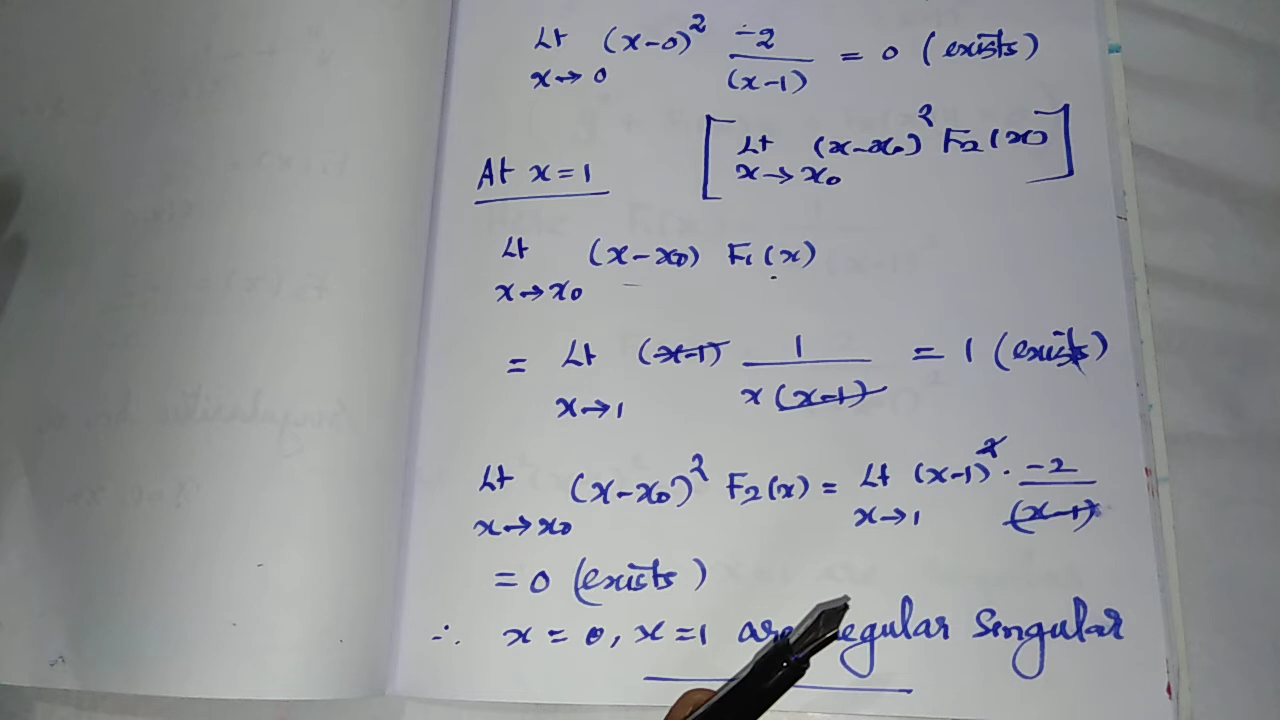 Lt (x-0)² -2/(x-1) = 0 (exists)
x→0
[Lt (x-x₀)² F₂(x)]
x→x₀
At x=1
Lt (x-x₀) F₁(x)
x→x₀
= Lt (x-1) 1/x(x-1) = 1 (exists)
x→1
Lt (x-x₀)² F₂(x) = Lt (x-1)² · -2/(x-1)
x→x₀ x→1
= 0 (exists)
∴ x = 0, x=1 are regular Singular